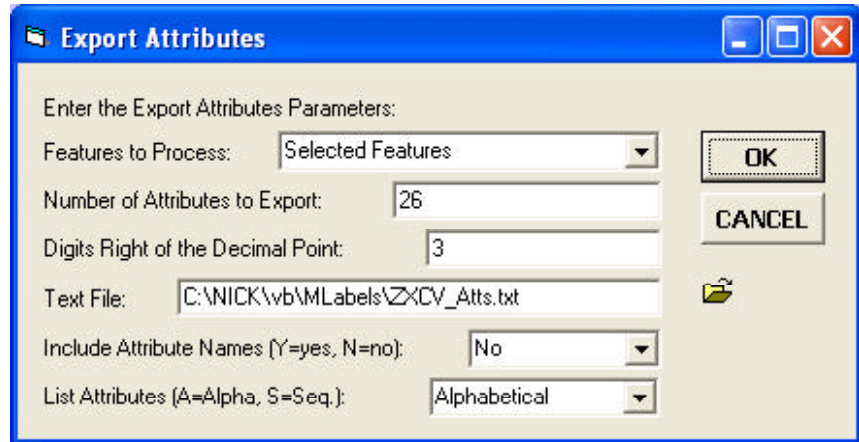 Export Attributes
Enter the Export Attributes Parameters:
Features to Process: Selected Features
OK
Number of Attributes to Export: 26
CANCEL
Digits Right of the Decimal Point: 3
Text File: C:\NICK\vb\MLabels\ZXCV_Atts.txt
Include Attribute Names (Y=yes, N=no): No
List Attributes (A=Alpha, S=Seq.): Alphabetical